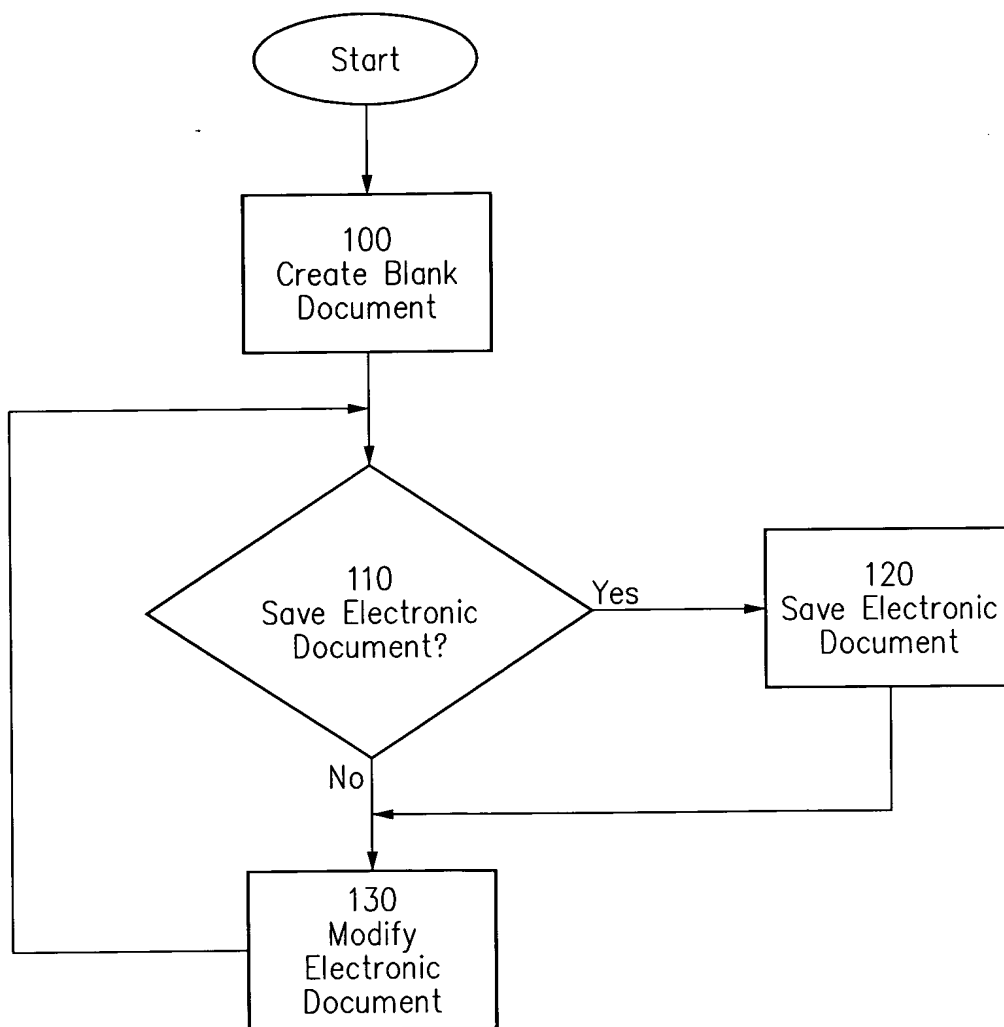 Start
100
Create Blank
Document
110
Save Electronic
Document?
Yes
120
Save Electronic
Document
No
130
Modify
Electronic
Document